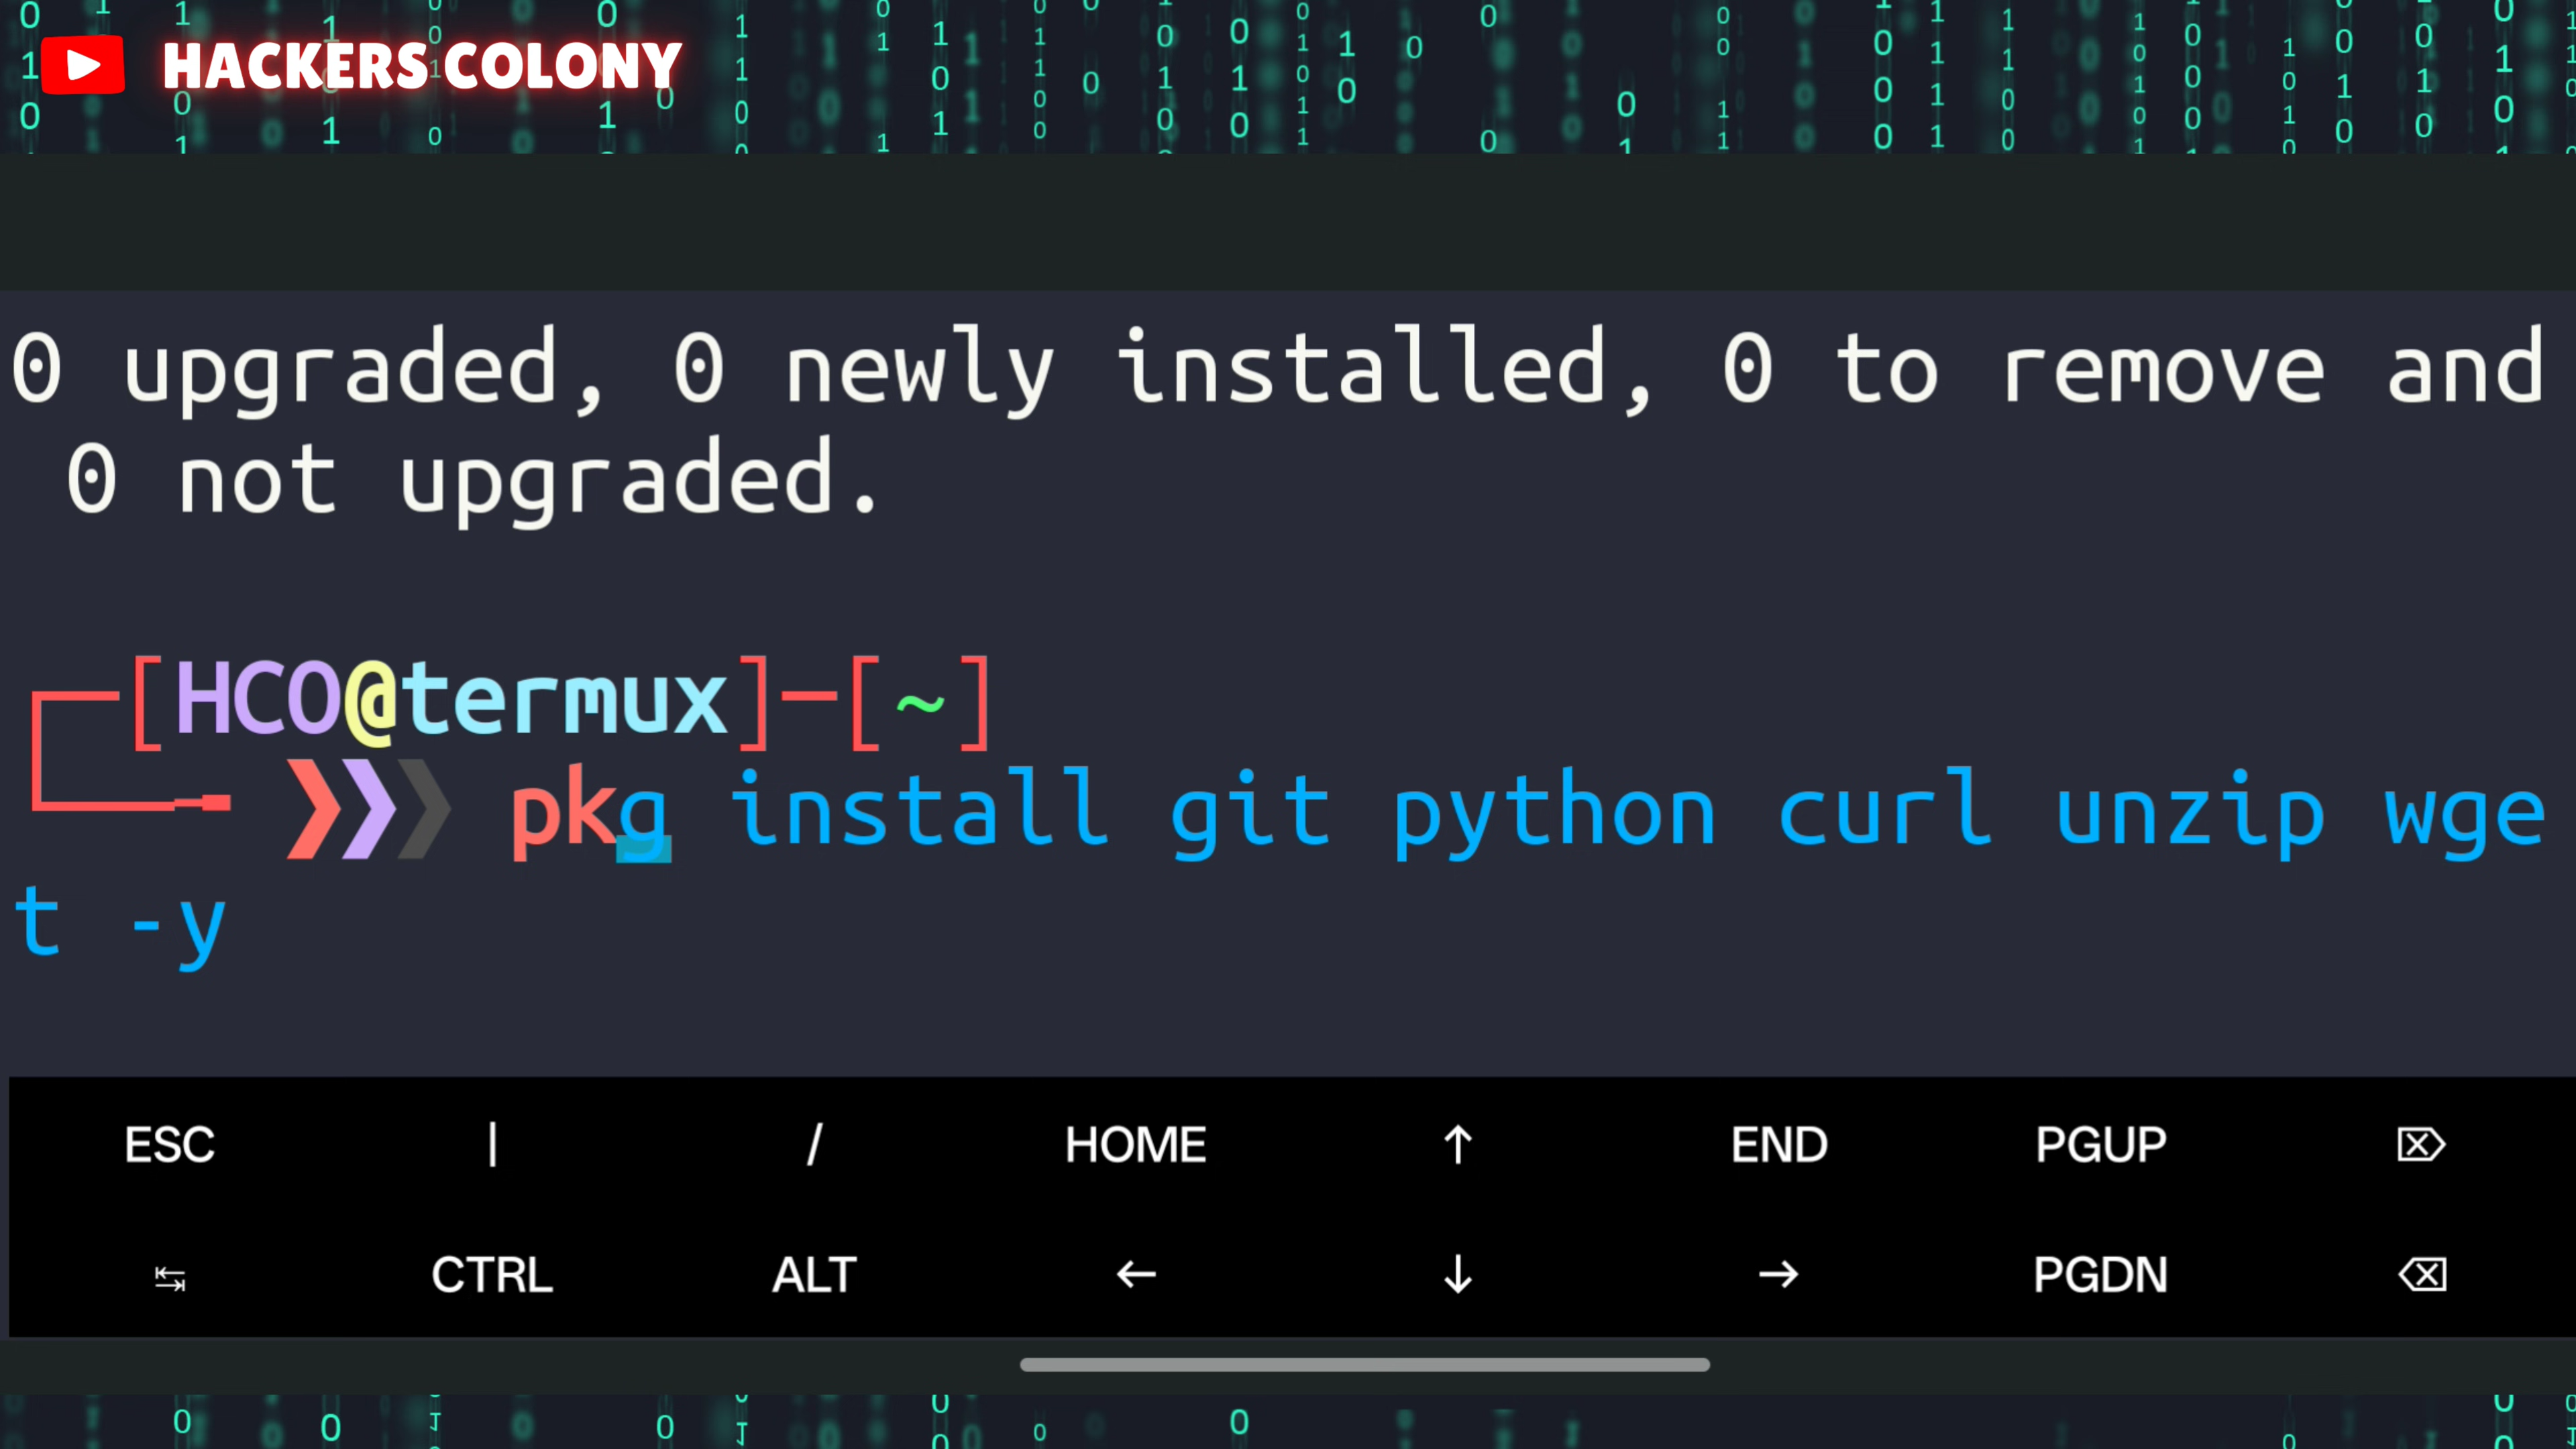 HACKERS COLONY
0 upgraded, 0 newly installed, 0 to remove and
0 not upgraded.
[HCO@termux]-[~]
❯❯❯ pkg install git python curl unzip wge
t -y
ESC | / HOME ↑ END PGUP ⌦
↹ CTRL ALT ← ↓ → PGDN ⌫